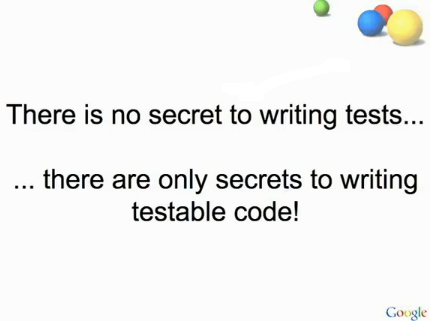 There is no secret to writing tests...
... there are only secrets to writing
testable code!
Google